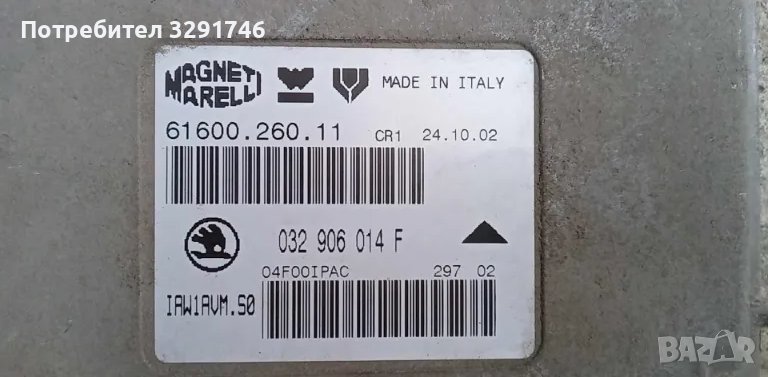 Потребител 3291746
MAGNETI MARELLI
MADE IN ITALY
61600.260.11 CR1 24.10.02
032 906 014 F
04F00IPAC 297 02
IAW1AVM.S0
BAZAR